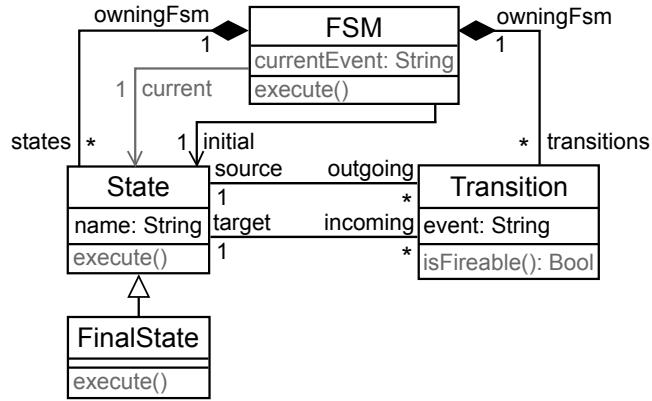 owningFsm
FSM
owningFsm
1
1
currentEvent: String
1 current
execute()
1 initial
states *
* transitions
State
source
outgoing
Transition
1
*
name: String
target
incoming
event: String
1
*
execute()
isFireable(): Bool
FinalState
execute()